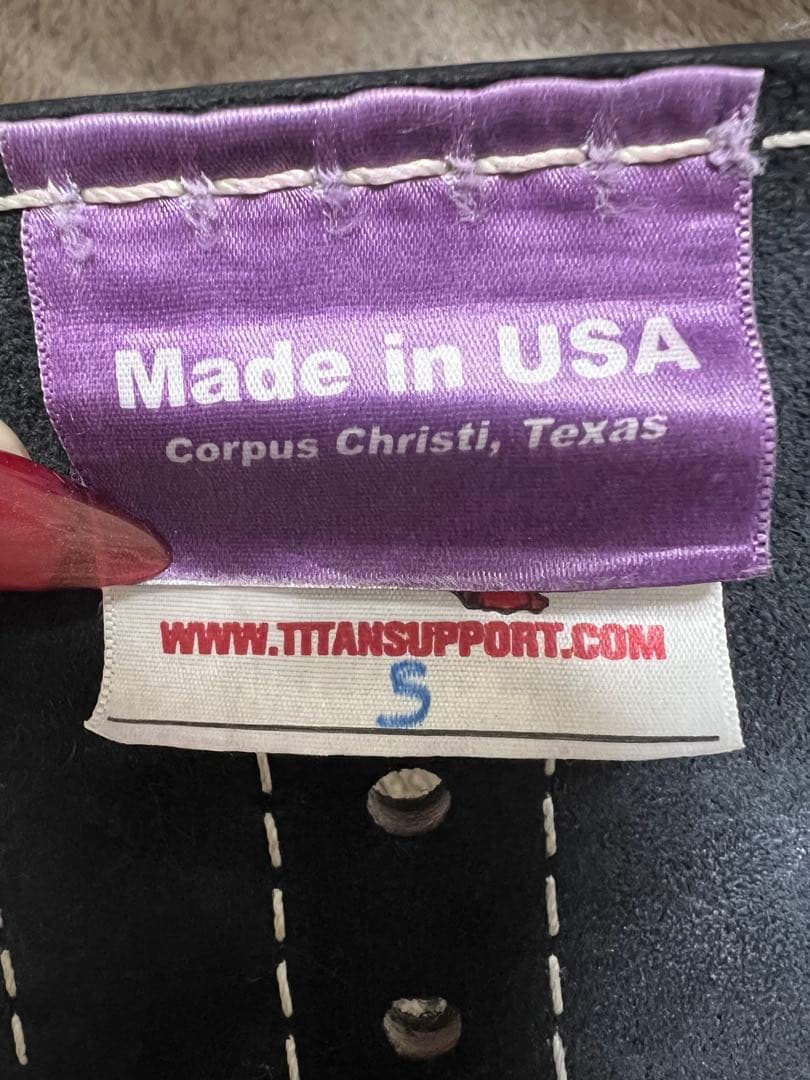 Made in USA
Corpus Christi, Texas
WWW.TITANSUPPORT.COM
S